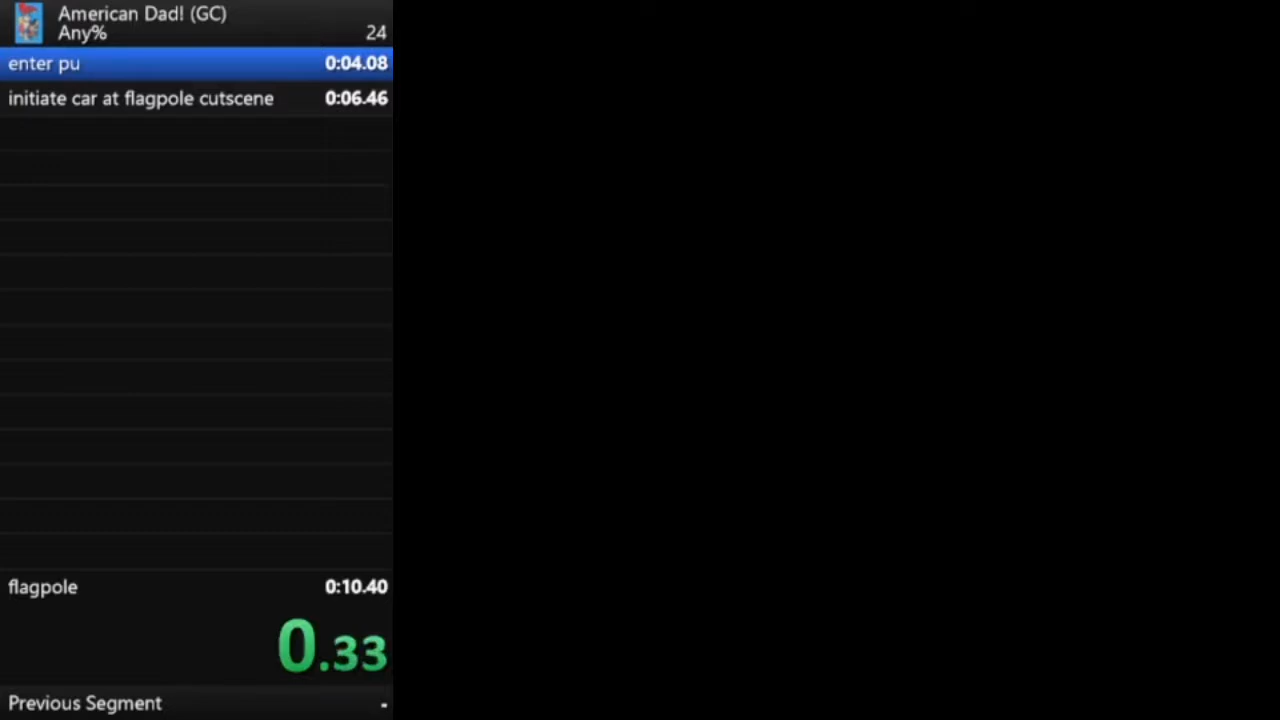 American Dad! (GC)
Any% 24
enter pu 0:04.08
initiate car at flagpole cutscene 0:06.46
flagpole 0:10.40
0.33
Previous Segment -